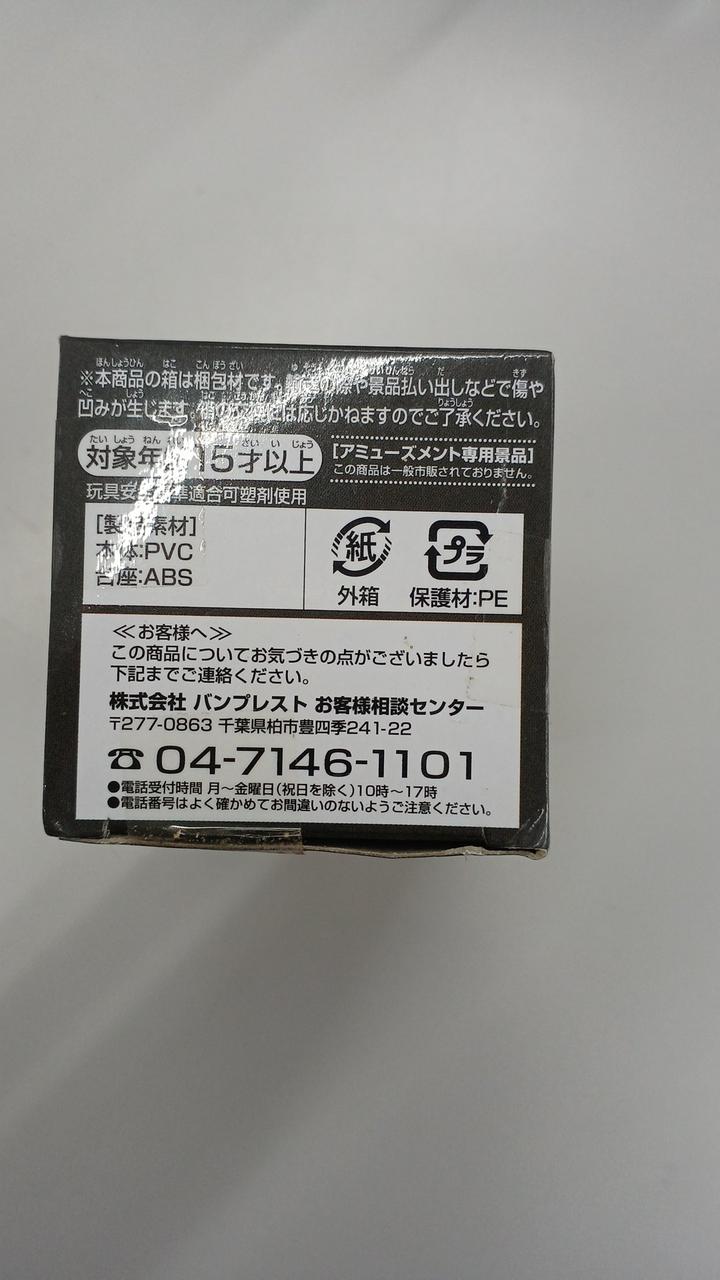 ※本商品の箱は梱包材です。の際や景品払い出しなどで傷や
凹みが生じます。箱のには応じかねますのでご了承ください。
対象年 15才以上
[アミューズメント専用景品]
この商品は一般市販されておりません。
玩具安準適合可塑剤使用
[製素材]
本体:PVC
台座:ABS
紙
外箱
プラ
保護材:PE
≪お客様へ≫
この商品についてお気づきの点がございましたら
下記までご連絡ください。
株式会社 バンプレスト お客様相談センター
〒277-0863 千葉県柏市豊四季241-22
☎04-7146-1101
●電話受付時間 月～金曜日(祝日を除く)10時～17時
●電話番号はよく確かめてお間違いのないようご注意ください。